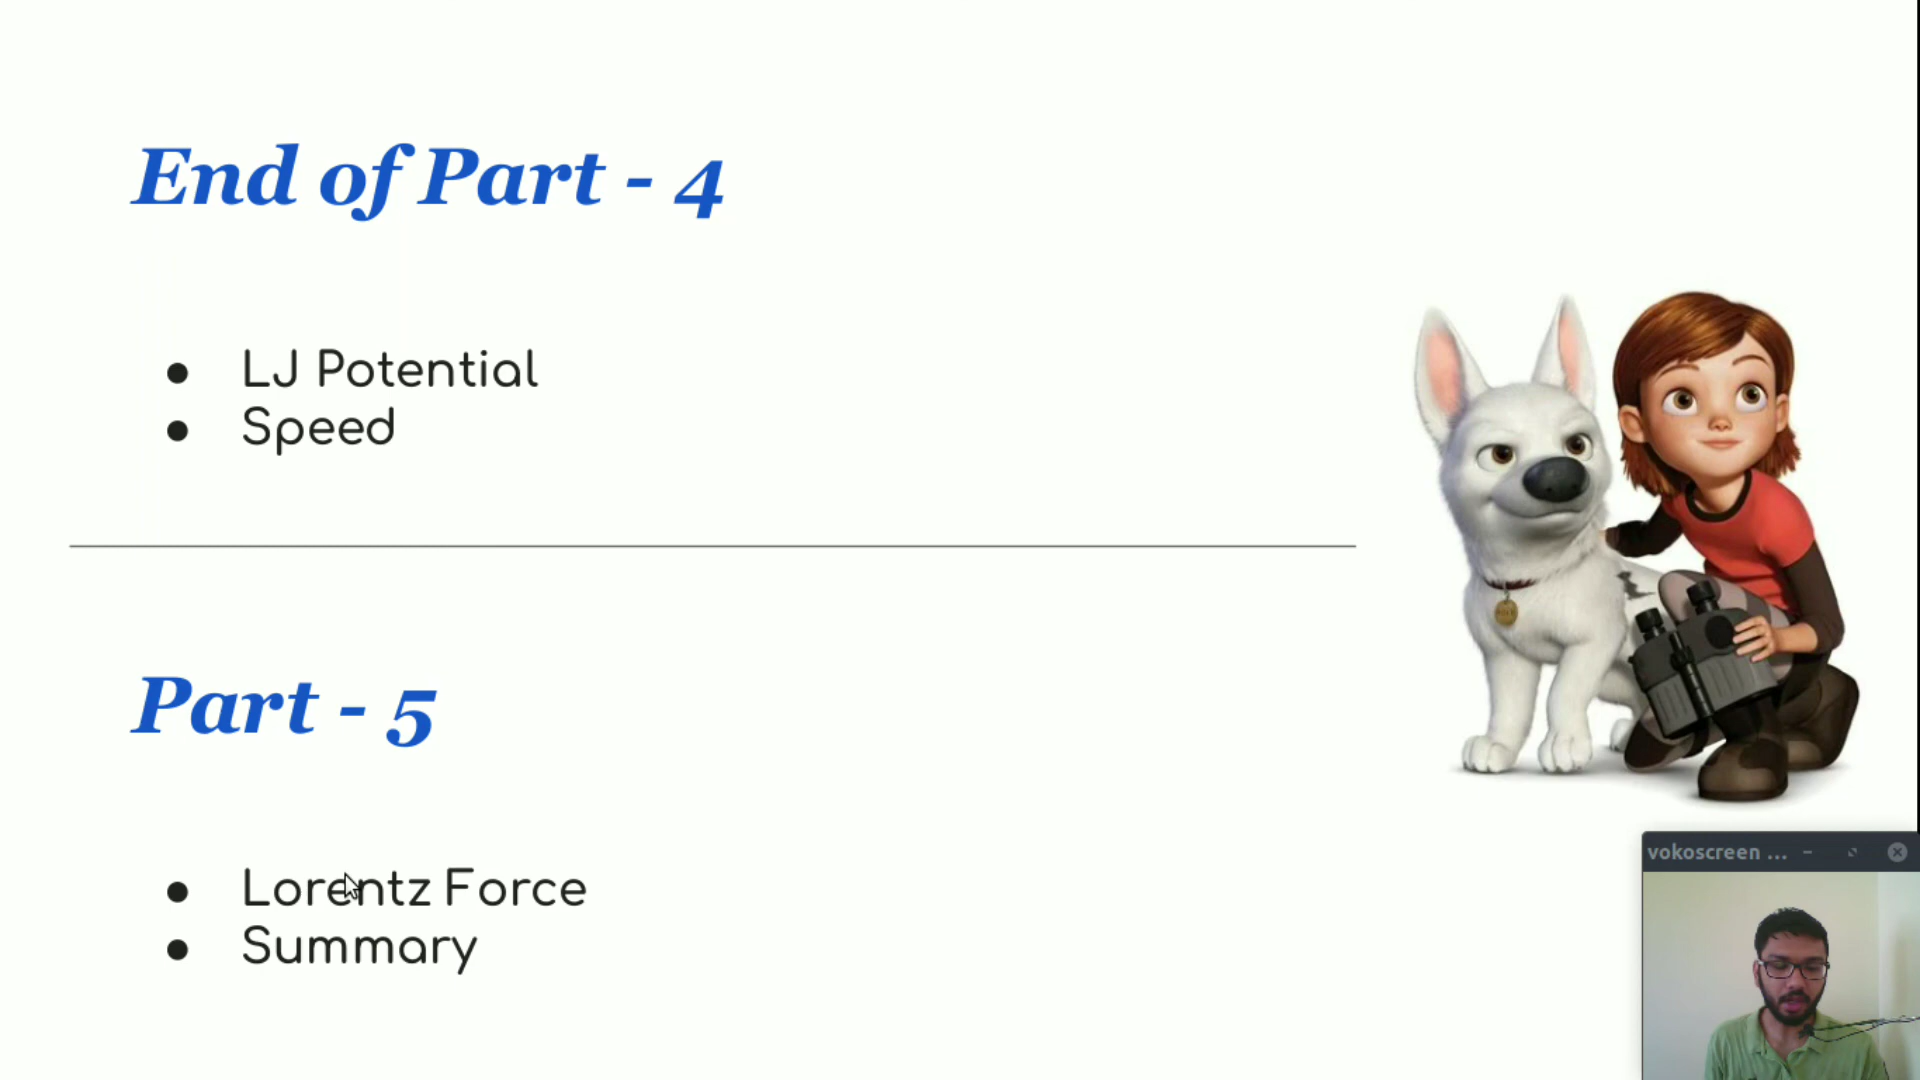 End of Part - 4
● LJ Potential
● Speed
Part - 5
● Lorentz Force
● Summary
vokoscreen ...